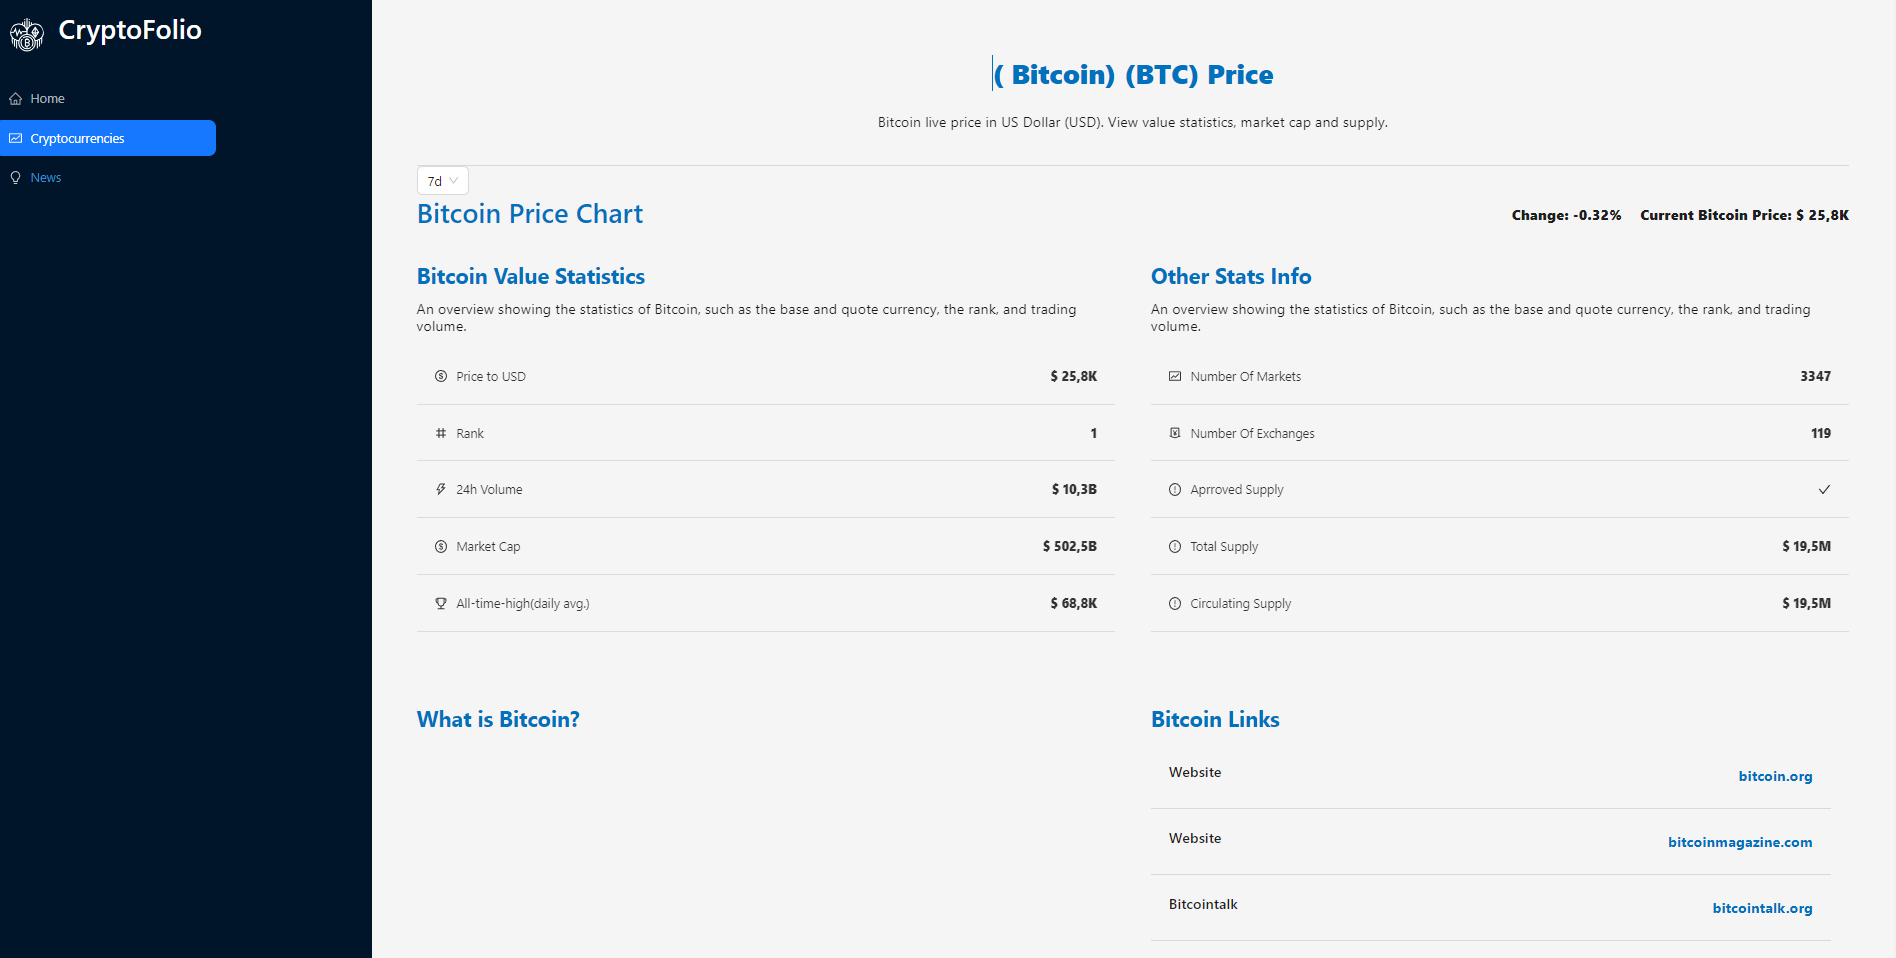 CryptoFolio
Home
Cryptocurrencies
News
( Bitcoin) (BTC) Price
Bitcoin live price in US Dollar (USD). View value statistics, market cap and supply.
7d
Bitcoin Price Chart
Change: -0.32% Current Bitcoin Price: $ 25,8K
Bitcoin Value Statistics
An overview showing the statistics of Bitcoin, such as the base and quote currency, the rank, and trading
volume.
Price to USD $ 25,8K
Rank 1
24h Volume $ 10,3B
Market Cap $ 502,5B
All-time-high(daily avg.) $ 68,8K
Other Stats Info
An overview showing the statistics of Bitcoin, such as the base and quote currency, the rank, and trading
volume.
Number Of Markets 3347
Number Of Exchanges 119
Aprroved Supply
Total Supply $ 19,5M
Circulating Supply $ 19,5M
What is Bitcoin?
Bitcoin Links
Website bitcoin.org
Website bitcoinmagazine.com
Bitcointalk bitcointalk.org